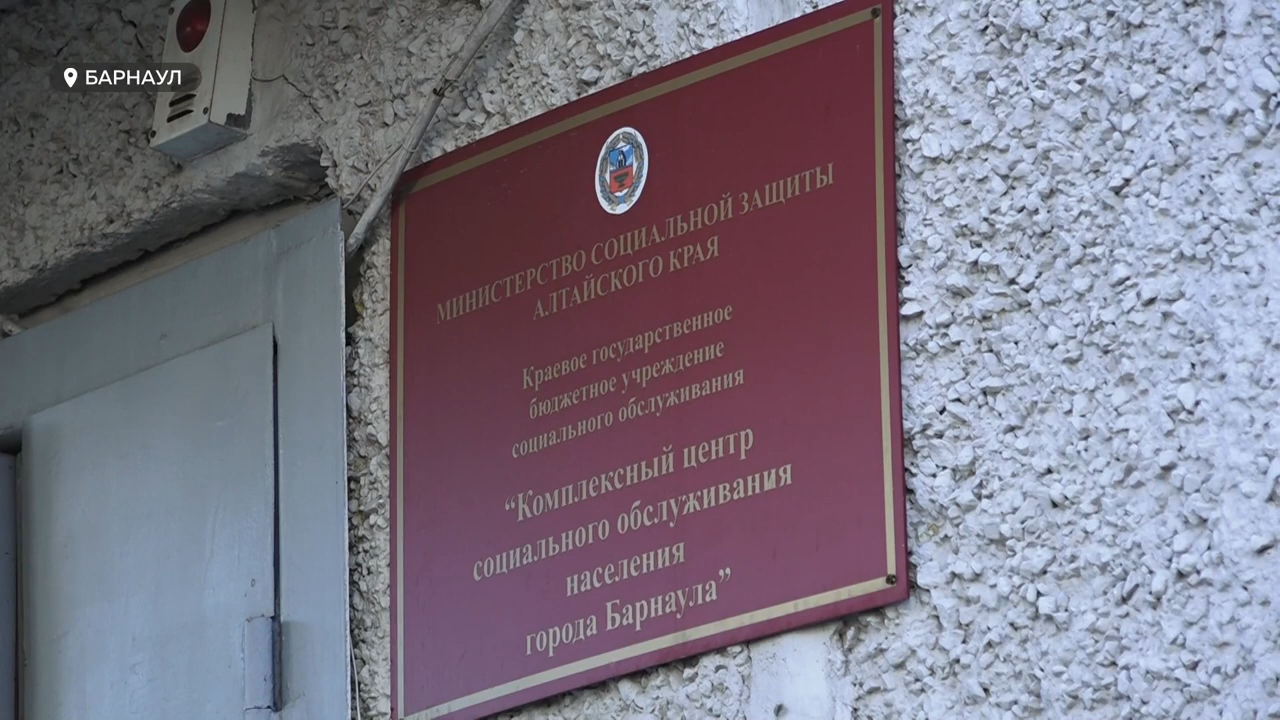 БАРНАУЛ
МИНИСТЕРСТВО СОЦИАЛЬНОЙ ЗАЩИТЫ
АЛТАЙСКОГО КРАЯ
Краевое государственное
бюджетное учреждение
социального обслуживания
“Комплексный центр
социального обслуживания
населения
города Барнаула”